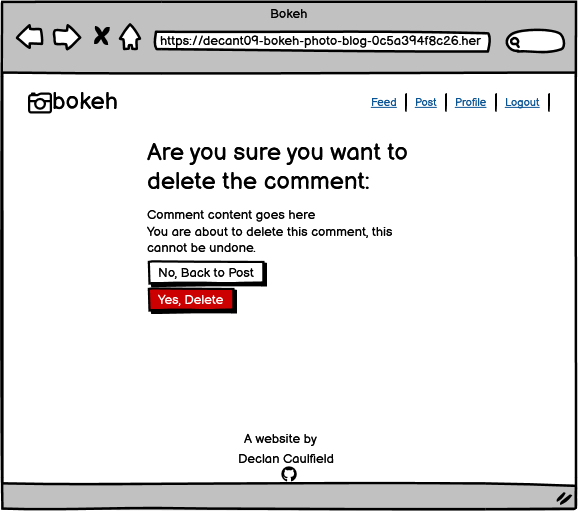 Bokeh
https://decant09-bokeh-photo-blog-0c5a394f8c26.her
bokeh
Feed | Post | Profile | Logout |
Are you sure you want to
delete the comment:
Comment content goes here
You are about to delete this comment, this
cannot be undone.
No, Back to Post
Yes, Delete
A website by
Declan Caulfield